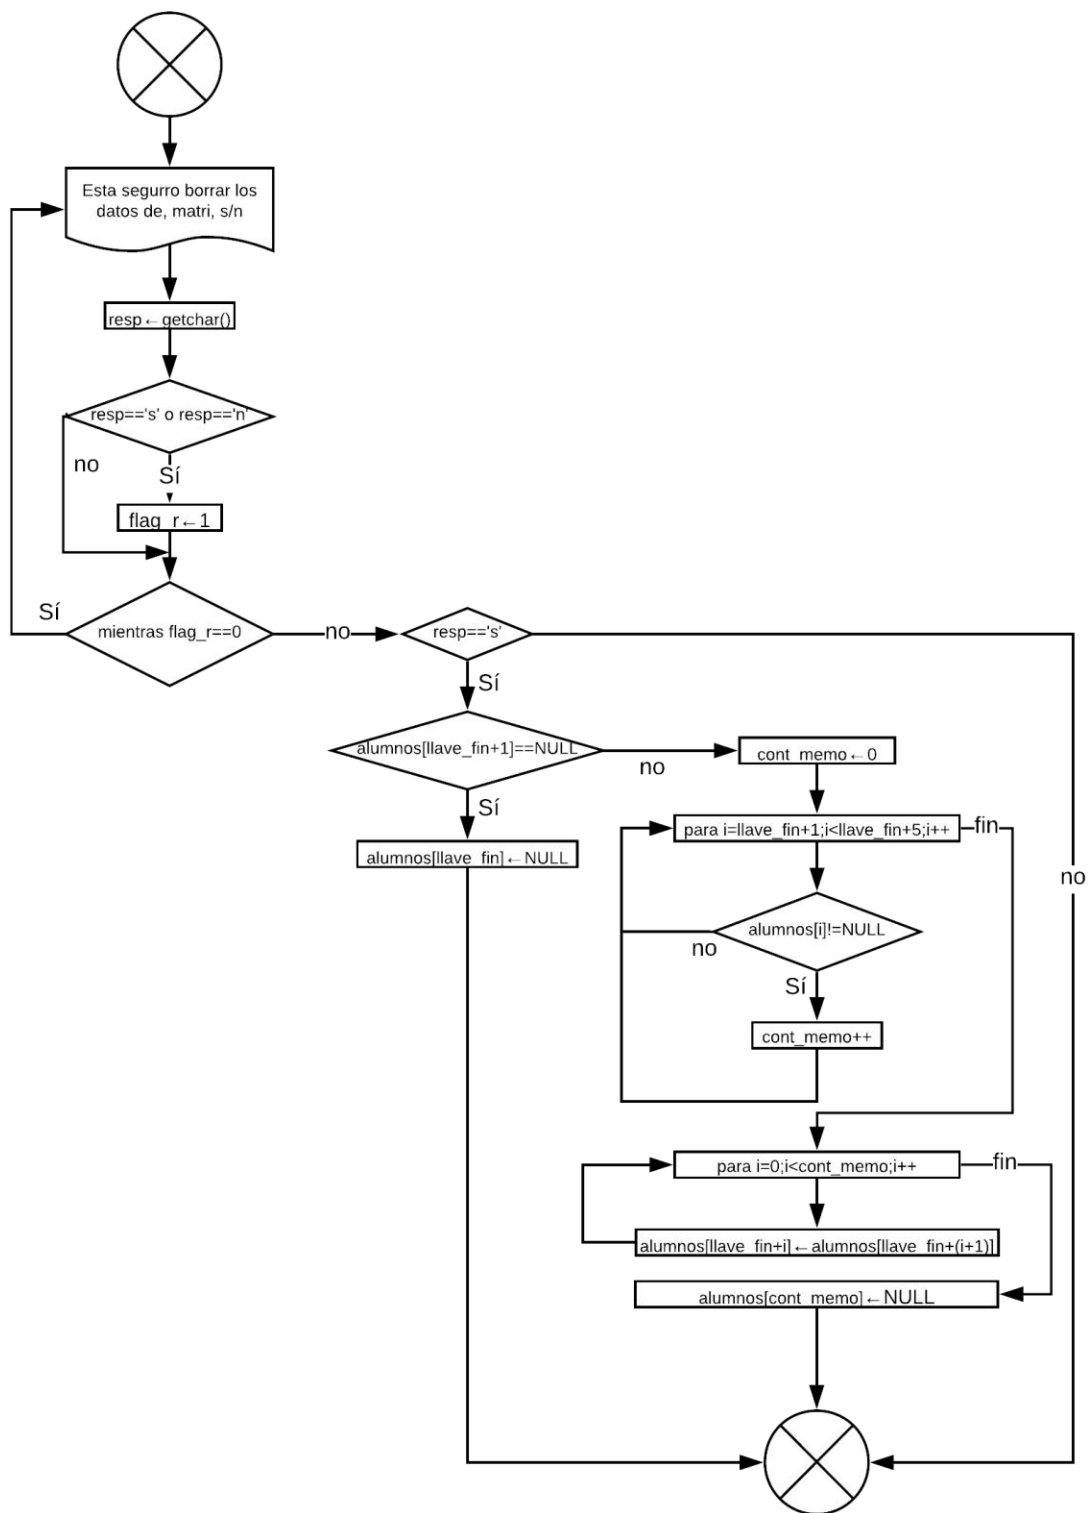 Esta segurro borrar los
datos de, matri, s/n
resp←getchar()
resp=='s' o resp=='n'
no
Sí
flag_r←1
Sí
mientras flag_r==0
no
resp=='s'
Sí
alumnos[llave_fin+1]==NULL
no
cont_memo←0
Sí
para i=llave_fin+1;i<llave_fin+5;i++
fin
alumnos[llave_fin]←NULL
no
alumnos[i]!=NULL
no
Sí
cont_memo++
para i=0;i<cont_memo;i++
fin
alumnos[llave_fin+i]←alumnos[llave_fin+(i+1)]
alumnos[cont_memo]←NULL